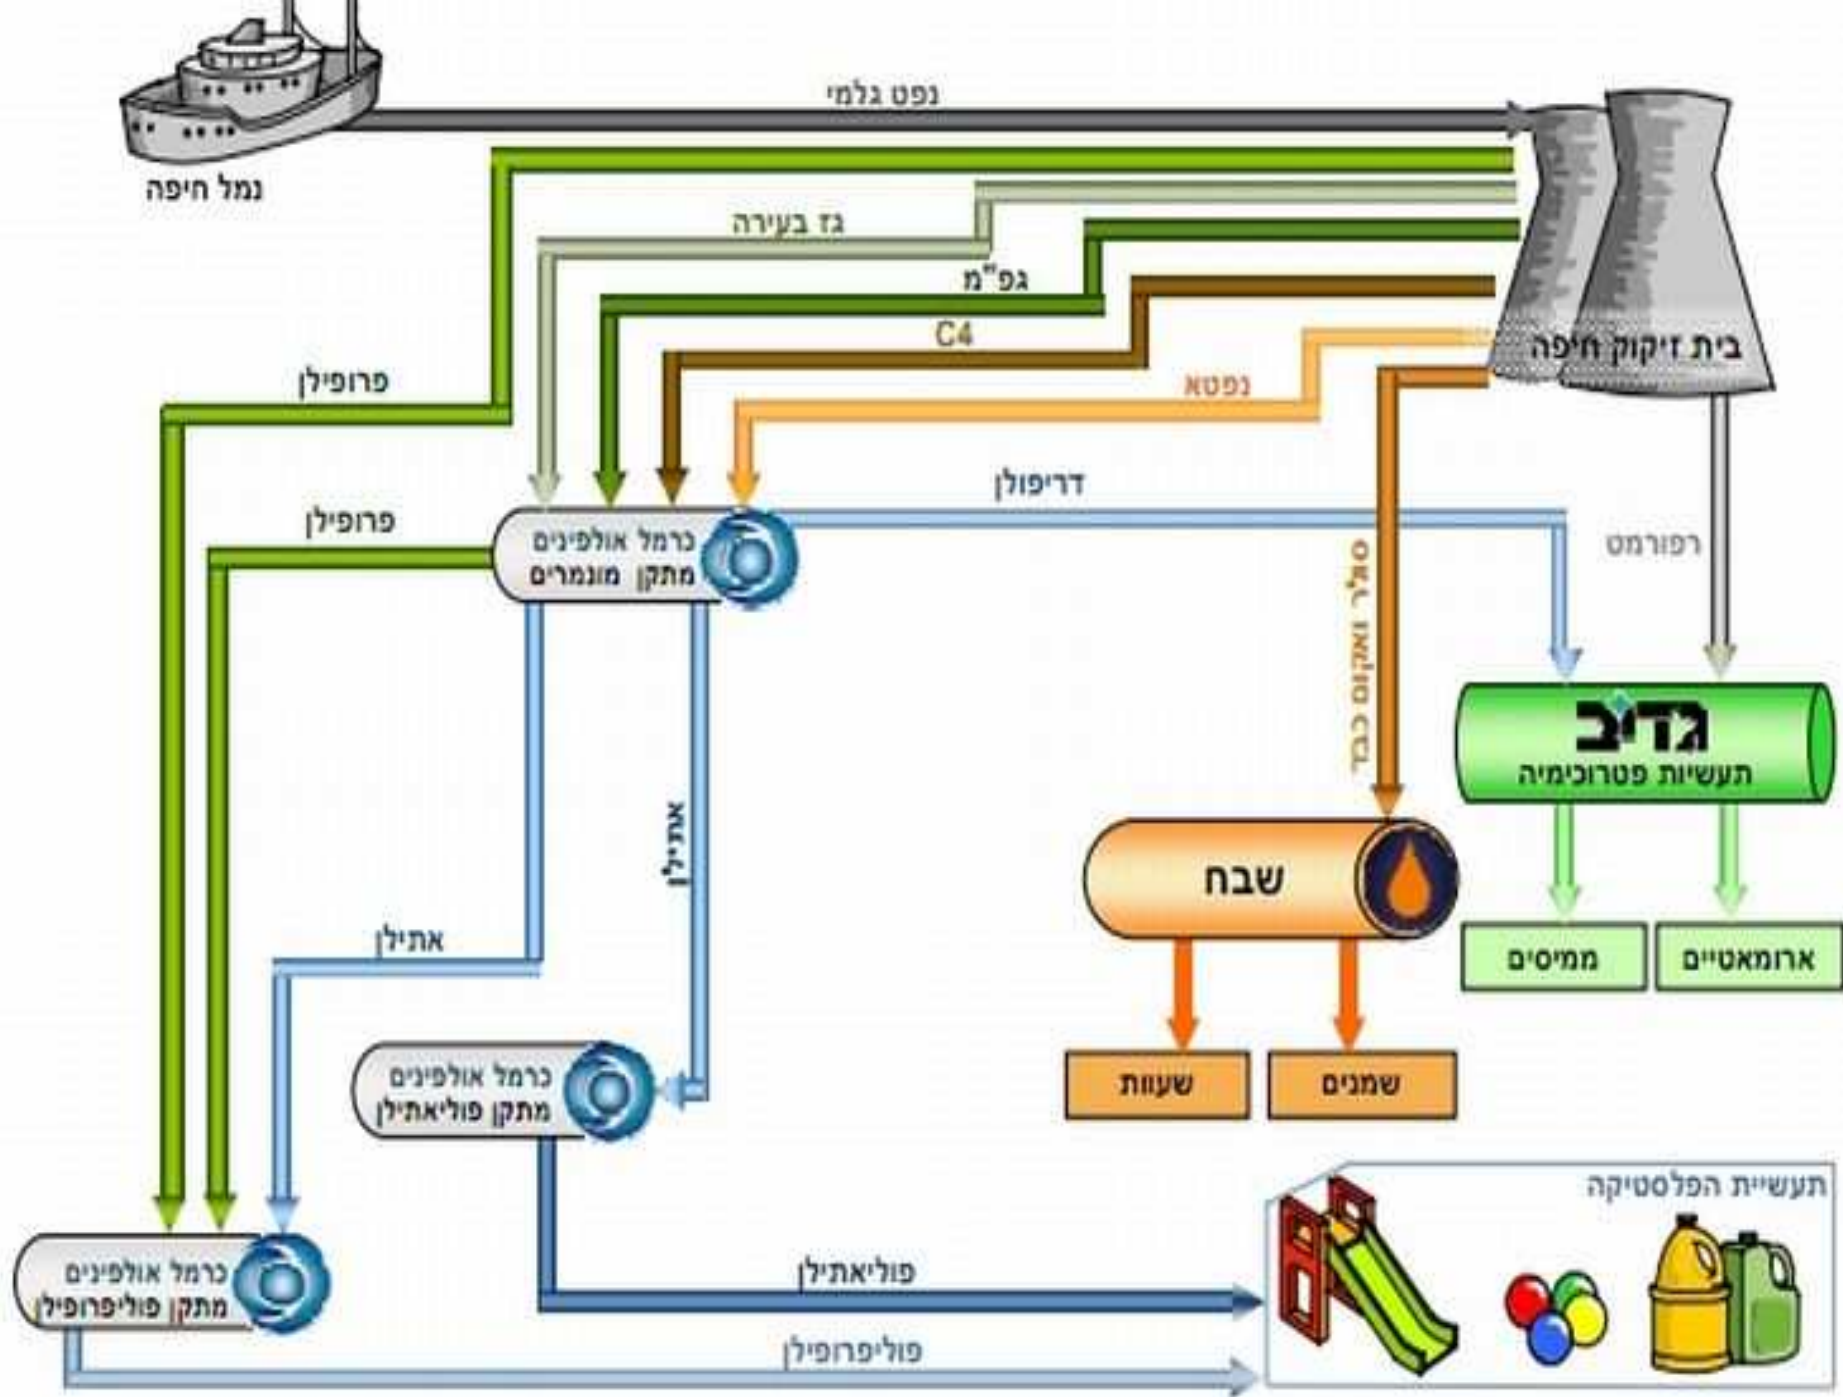 נפט גלמי
נמל חיפה
גז בעירה
גפ"מ
C4
בית זיקוק חיפה
פרופילן
נפטא
דריפולן
פרופילן
רפורמט
כרמל אולפינים
מתקן מונמרים
סולר ואקום כבד
גדיב
תעשיות פטרוכימיה
אתילן
שבח
אתילן
ממיסים
ארומאטיים
כרמל אולפינים
מתקן פוליאתילן
שעוות
שמנים
תעשיית הפלסטיקה
כרמל אולפינים
מתקן פוליפרופילן
פוליאתילן
פוליפרופילן